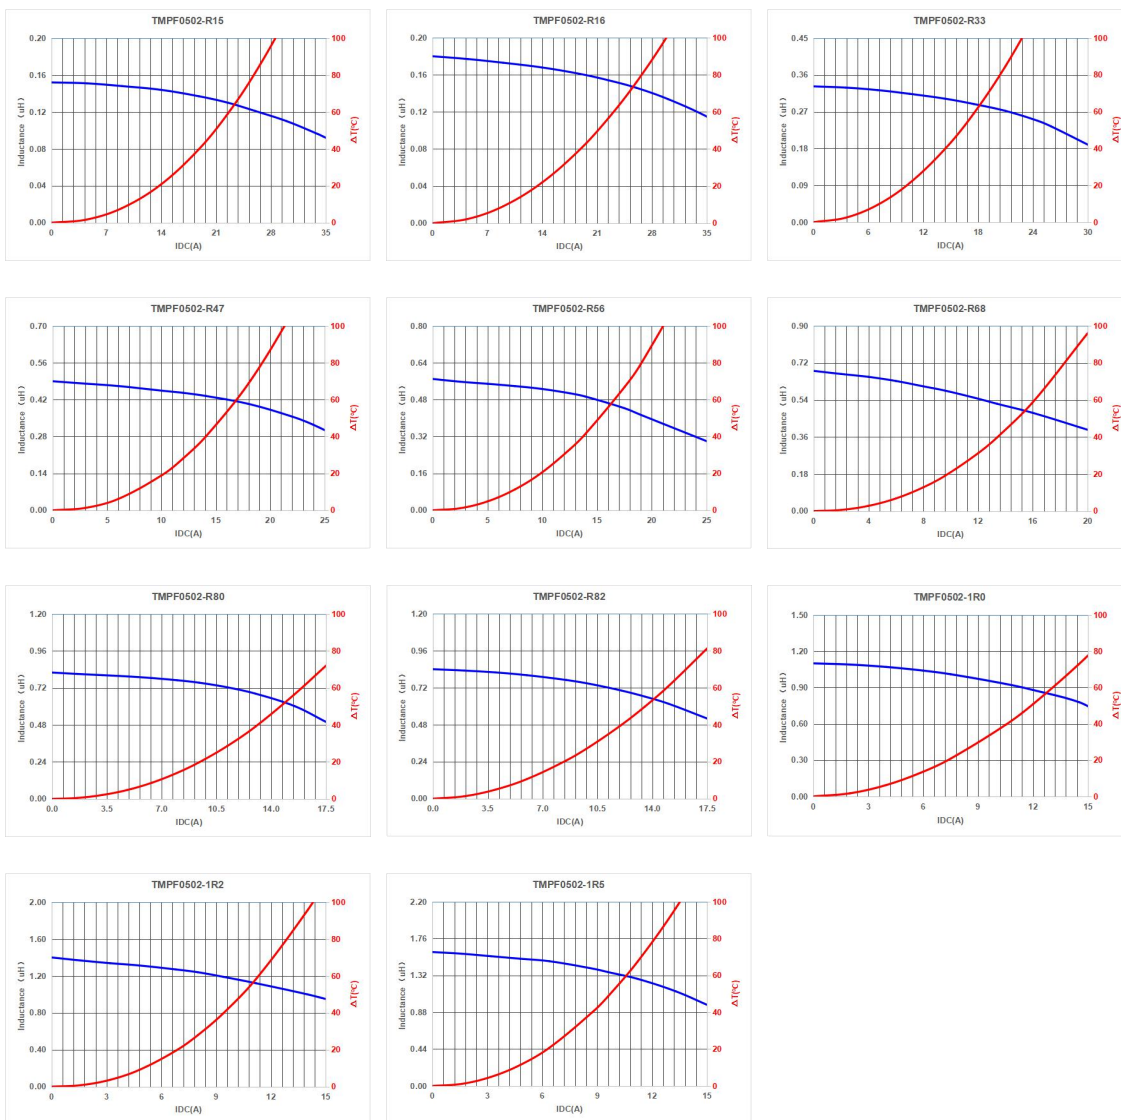 TMPF0502-R15
Inductance (uH)
0.20
0.16
0.12
0.08
0.04
0.00
100
80
60
40
20
0
ΔT(℃)
0 7 14 21 28 35
IDC(A)
TMPF0502-R16
Inductance (uH)
0.20
0.16
0.12
0.08
0.04
0.00
100
80
60
40
20
0
ΔT(℃)
0 7 14 21 28 35
IDC(A)
TMPF0502-R33
Inductance (uH)
0.45
0.36
0.27
0.18
0.09
0.00
100
80
60
40
20
0
ΔT(℃)
0 6 12 18 24 30
IDC(A)
TMPF0502-R47
Inductance (uH)
0.70
0.56
0.42
0.28
0.14
0.00
100
80
60
40
20
0
ΔT(℃)
0 5 10 15 20 25
IDC(A)
TMPF0502-R56
Inductance (uH)
0.80
0.64
0.48
0.32
0.16
0.00
100
80
60
40
20
0
ΔT(℃)
0 5 10 15 20 25
IDC(A)
TMPF0502-R68
Inductance (uH)
0.90
0.72
0.54
0.36
0.18
0.00
100
80
60
40
20
0
ΔT(℃)
0 4 8 12 16 20
IDC(A)
TMPF0502-R80
Inductance (uH)
1.20
0.96
0.72
0.48
0.24
0.00
100
80
60
40
20
0
ΔT(℃)
0.0 3.5 7.0 10.5 14.0 17.5
IDC(A)
TMPF0502-R82
Inductance (uH)
1.20
0.96
0.72
0.48
0.24
0.00
100
80
60
40
20
0
ΔT(℃)
0.0 3.5 7.0 10.5 14.0 17.5
IDC(A)
TMPF0502-1R0
Inductance (uH)
1.50
1.20
0.90
0.60
0.30
0.00
100
80
60
40
20
0
ΔT(℃)
0 3 6 9 12 15
IDC(A)
TMPF0502-1R2
Inductance (uH)
2.00
1.60
1.20
0.80
0.40
0.00
100
80
60
40
20
0
ΔT(℃)
0 3 6 9 12 15
IDC(A)
TMPF0502-1R5
Inductance (uH)
2.20
1.76
1.32
0.88
0.44
0.00
100
80
60
40
20
0
ΔT(℃)
0 3 6 9 12 15
IDC(A)